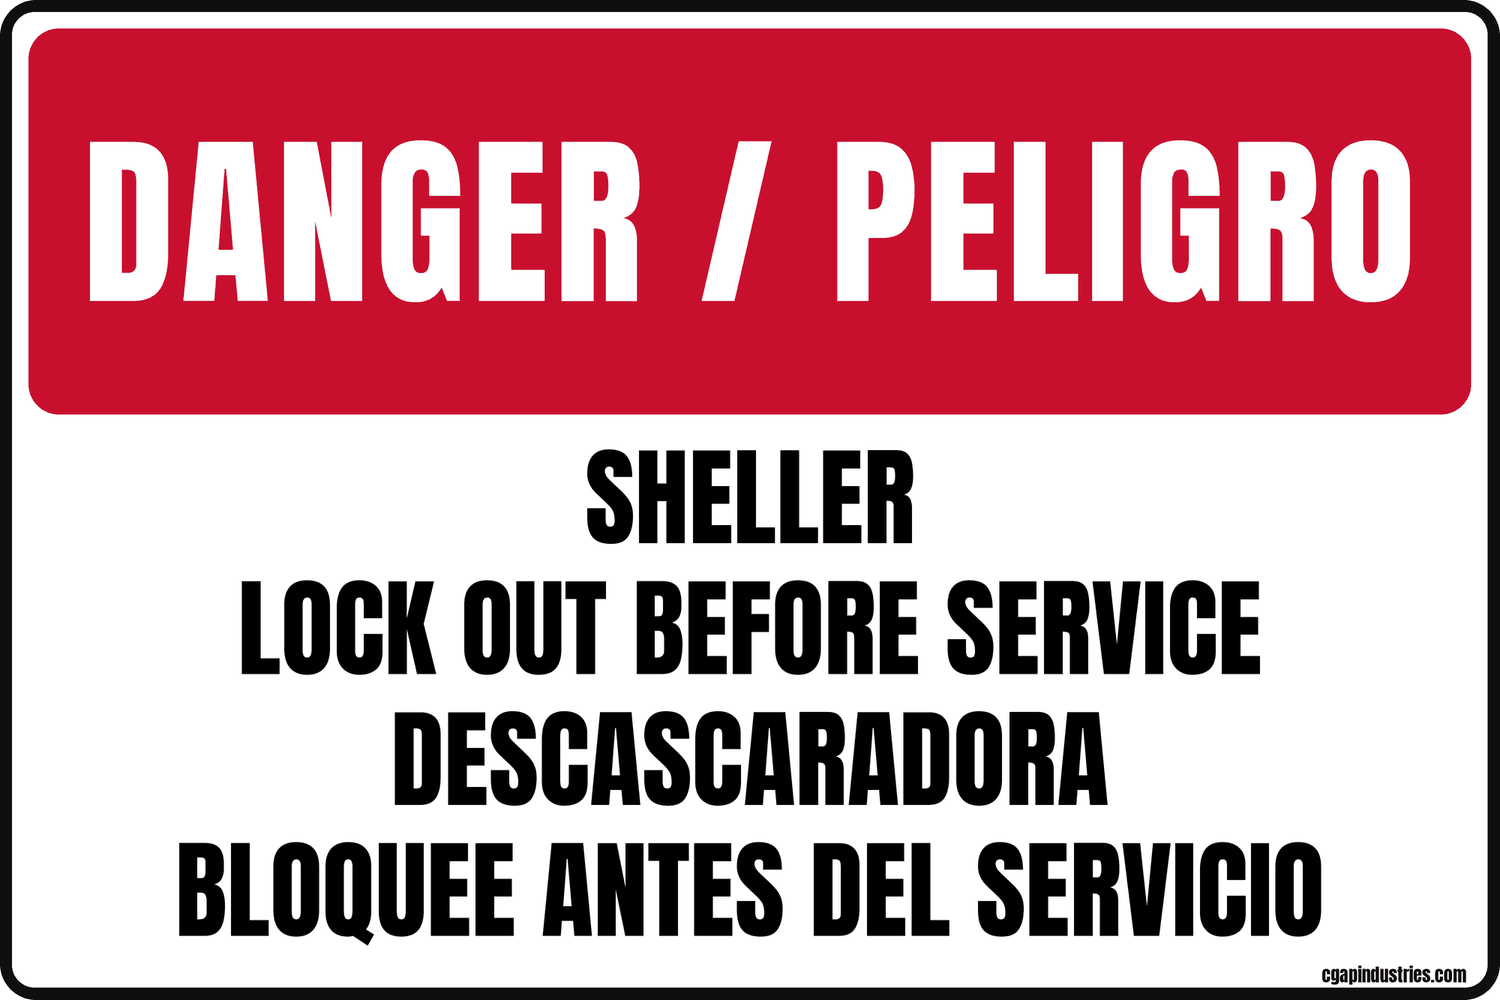 DANGER / PELIGRO
SHELLER
LOCK OUT BEFORE SERVICE
DESCASCARADORA
BLOQUEE ANTES DEL SERVICIO
cgapindustries.com